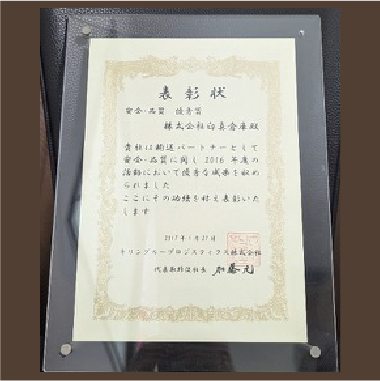 表彰状
安全・品質 優秀賞
株式会社白真倉庫殿
貴社は輸送パートナーとして
安全・品質に関し2016年度の
活動において優秀な成績を収め
られました
ここにその功績を称え表彰いた
します
2017年1月27日
トランコムロジスティクス株式会社
代表取締役社長